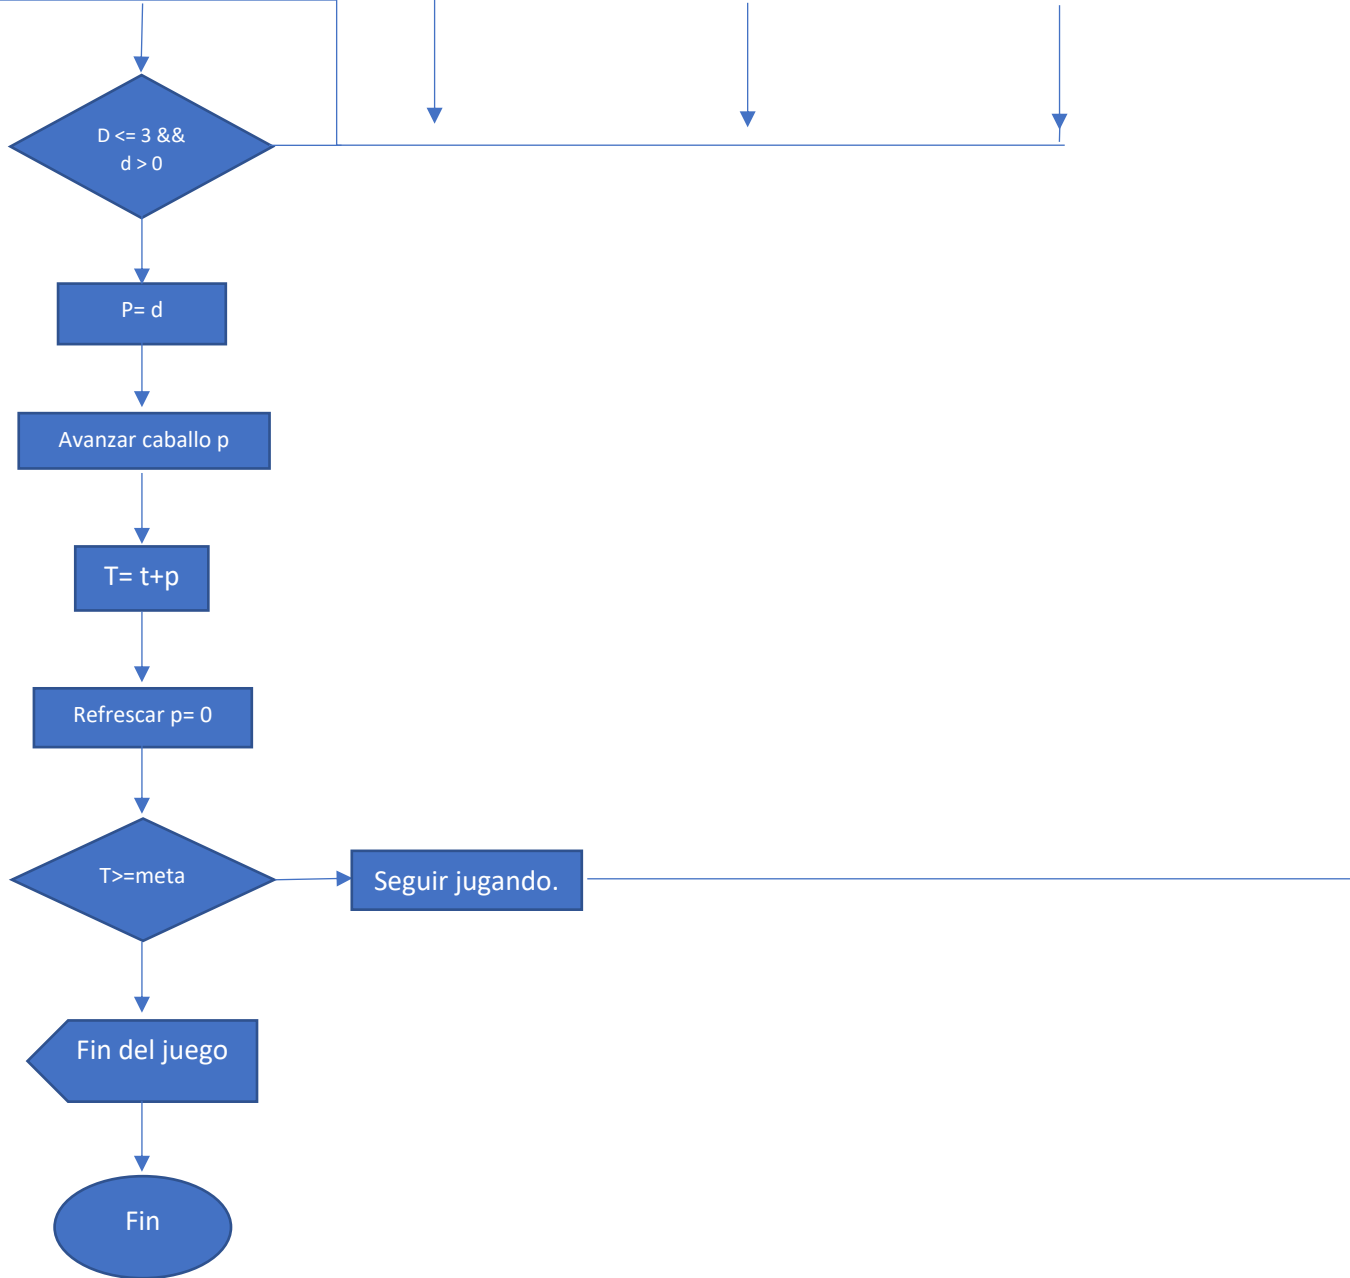 D <= 3 &&
d > 0
P= d
Avanzar caballo p
T= t+p
Refrescar p= 0
T>=meta
Seguir jugando.
Fin del juego
Fin